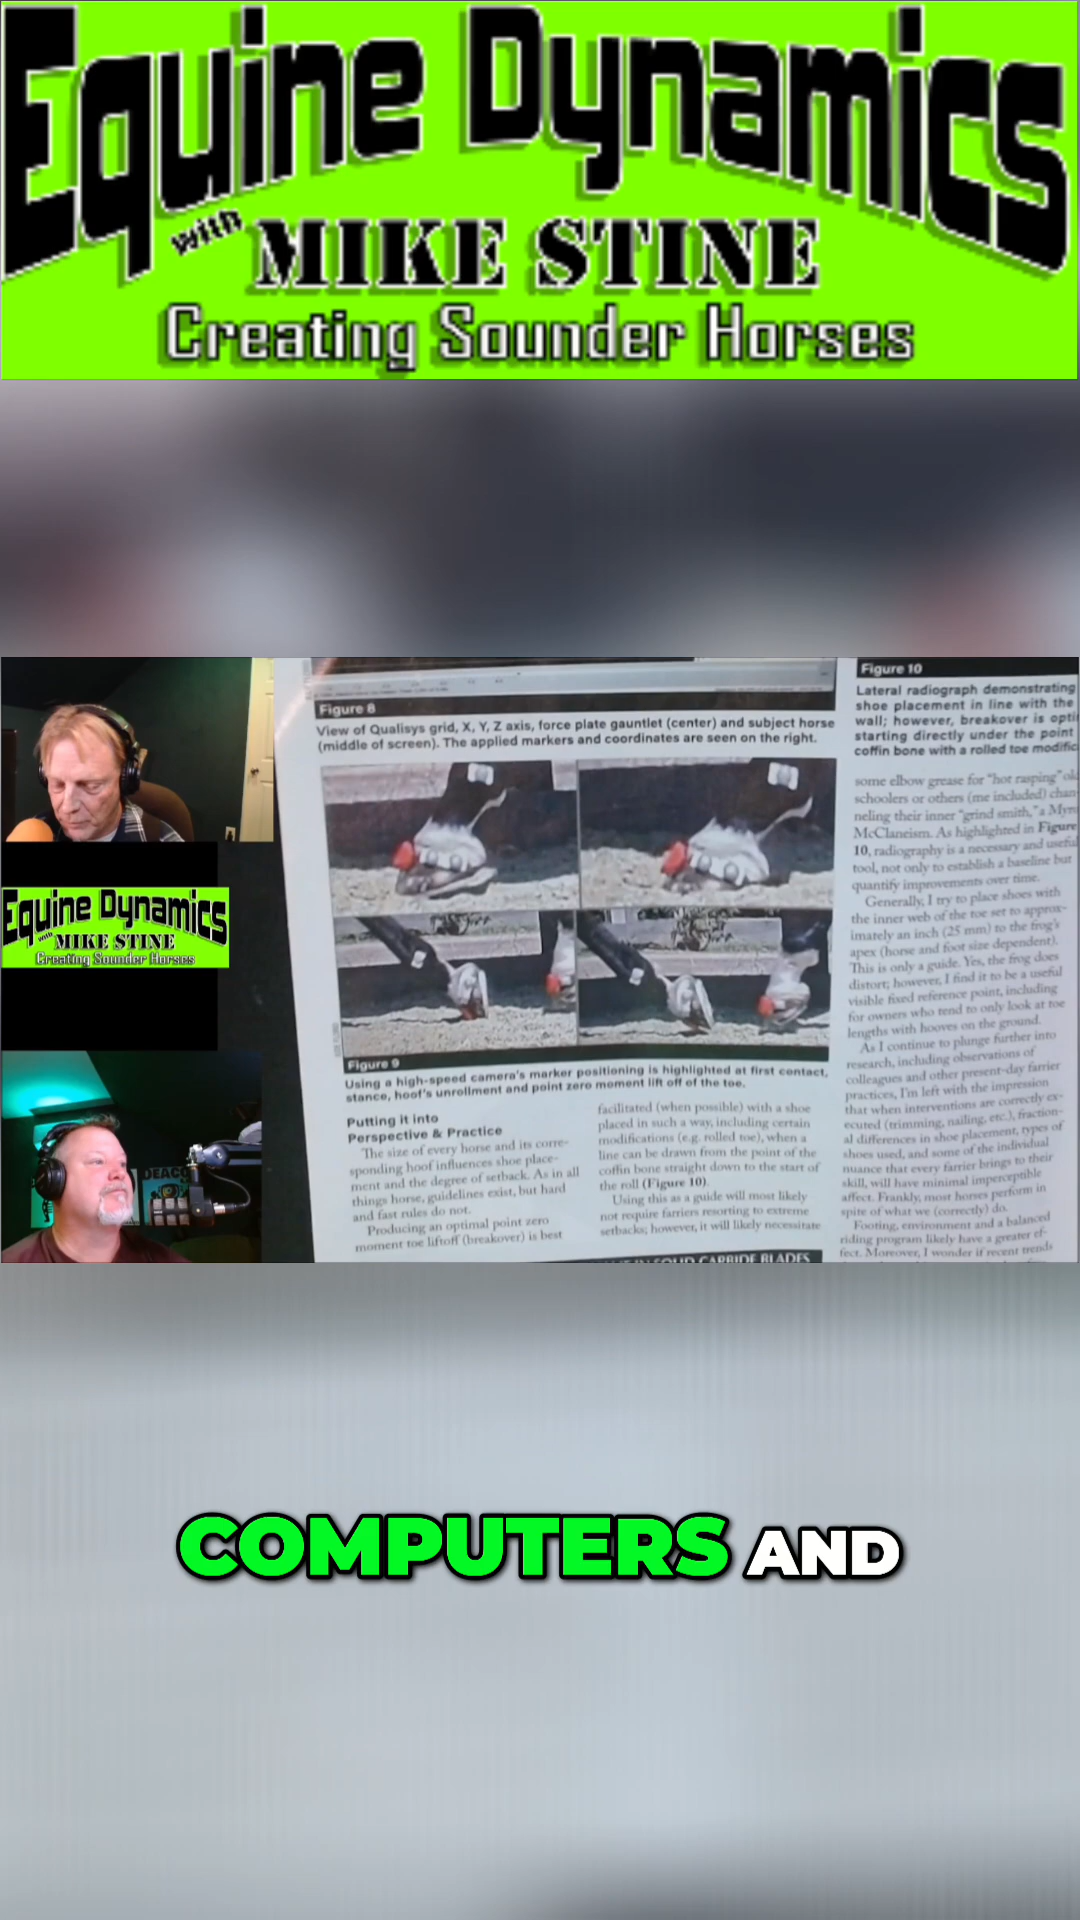 Equine Dynamics
with MIKE STINE
Creating Sounder Horses
Figure 8
View of Qualisys grid, X, Y, Z axis, force plate gauntlet (center) and subject horse
(middle of screen). The applied markers and coordinates are seen on the right.
Figure 9
Using a high-speed camera's marker positioning is highlighted at first contact,
stance, hoof's unrollment and point zero moment lift off of the toe.
Putting it into
Perspective & Practice
The size of every horse and its corre-
sponding hoof influences shoe place-
ment and the degree of setback. As in all
things horse, guidelines exist, but hard
and fast rules do not.
Producing an optimal point zero
moment toe liftoff (breakover) is best
facilitated (when possible) with a shoe
placed in such a way, including certain
modifications (e.g. rolled toe), when a
line can be drawn from the point of the
coffin bone straight down to the start of
the roll (Figure 10).
Using this as a guide will most likely
not require farriers resorting to extreme
setbacks; however, it will likely necessitate
SOLID CARBIDE BLADES
Figure 10
Lateral radiograph demonstrating
shoe placement in line with the
wall; however, breakover is opti
starting directly under the point
coffin bone with a rolled toe modific
some elbow grease for "hot rasping" ol
schoolers or others (me included) chan-
neling their inner "grind smith," a Myr
McClaneism. As highlighted in Figure
10, radiography is a necessary and useful
tool, not only to establish a baseline but
quantify improvements over time.
Generally, I try to place shoes with
the inner web of the toe set to approx-
imately an inch (25 mm) to the frog's
apex (horse and foot size dependent).
This is only a guide. Yes, the frog does
distort; however, I find it to be a useful
visible fixed reference point, including
for owners who tend to only look at toe
lengths with hooves on the ground.
As I continue to plunge further into
research, including observations of
colleagues and other present-day farrier
practices, I'm left with the impression
that when interventions are correctly ex-
ecuted (trimming, nailing, etc.), fraction-
al differences in shoe placement, types of
shoes used, and some of the individual
nuance that every farrier brings to their
skill, will have minimal imperceptible
affect. Frankly, most horses perform in
spite of what we (correctly) do.
Footing, environment and a balanced
riding program likely have a greater ef-
fect. Moreover, I wonder if recent trends
Equine Dynamics
with MIKE STINE
Creating Sounder Horses
DEACO
COMPUTERS AND